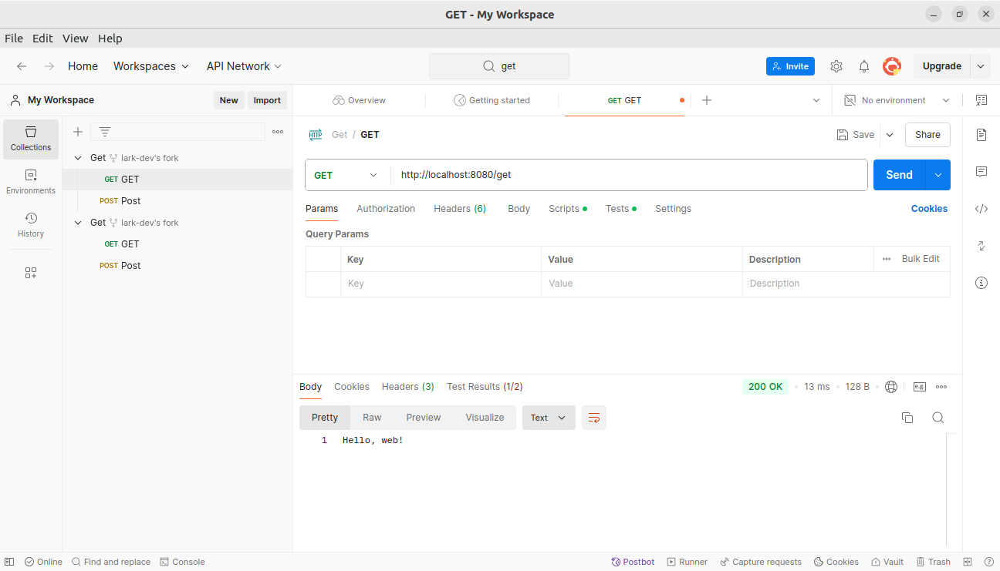 GET - My Workspace
File Edit View Help
Home Workspaces API Network get Invite Upgrade
My Workspace New Import Overview Getting started GET GET No environment
Collections
Environments
History
Get lark-dev's fork
GET GET
POST Post
Get lark-dev's fork
GET GET
POST Post
HTTP Get / GET Save Share
GET http://localhost:8080/get Send
Params Authorization Headers (6) Body Scripts Tests Settings Cookies
Query Params
Key Value Description Bulk Edit
Key Value Description
Body Cookies Headers (3) Test Results (1/2) 200 OK 13 ms 128 B e.g.
Pretty Raw Preview Visualize Text
1 Hello, web!
Online Find and replace Console Postbot Runner Capture requests Cookies Vault Trash